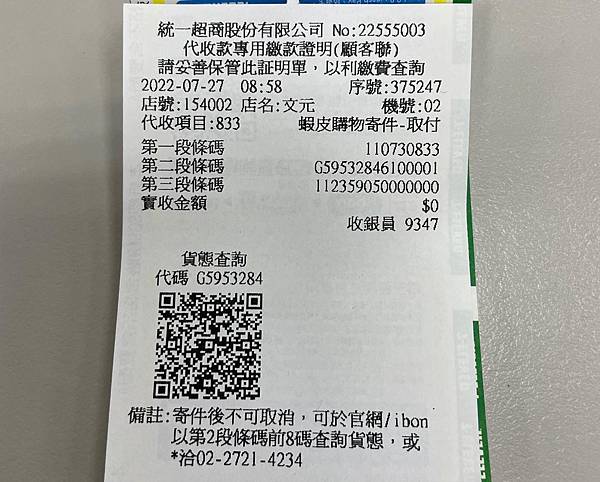 統一超商股份有限公司 No:22555003
代收款專用繳款證明(顧客聯)
請妥善保管此証明單，以利繳費查詢
2022-07-27 08:58 序號:375247
店號:154002 店名:文元 機號:02
代收項目:833 蝦皮購物寄件-取付
第一段條碼 110730833
第二段條碼 G59532846100001
第三段條碼 112359050000000
實收金額 $0
收銀員 9347
貨態查詢
代碼 G5953284
備註:寄件後不可取消，可於官網/ibon
以第2段條碼前8碼查詢貨態，或
*洽02-2721-4234